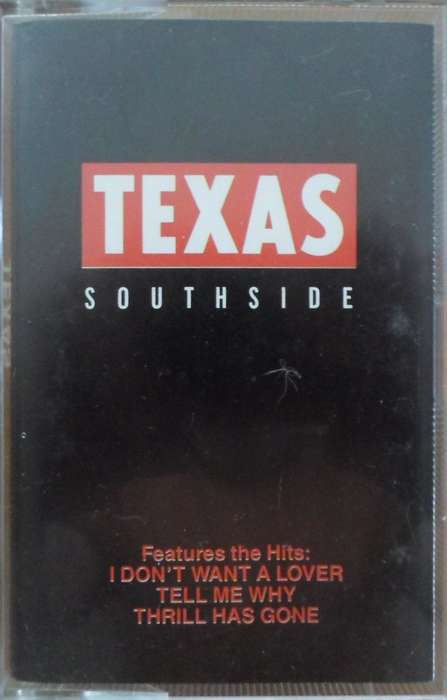 TEXAS
SOUTHSIDE
Features the Hits:
I DON'T WANT A LOVER
TELL ME WHY
THRILL HAS GONE